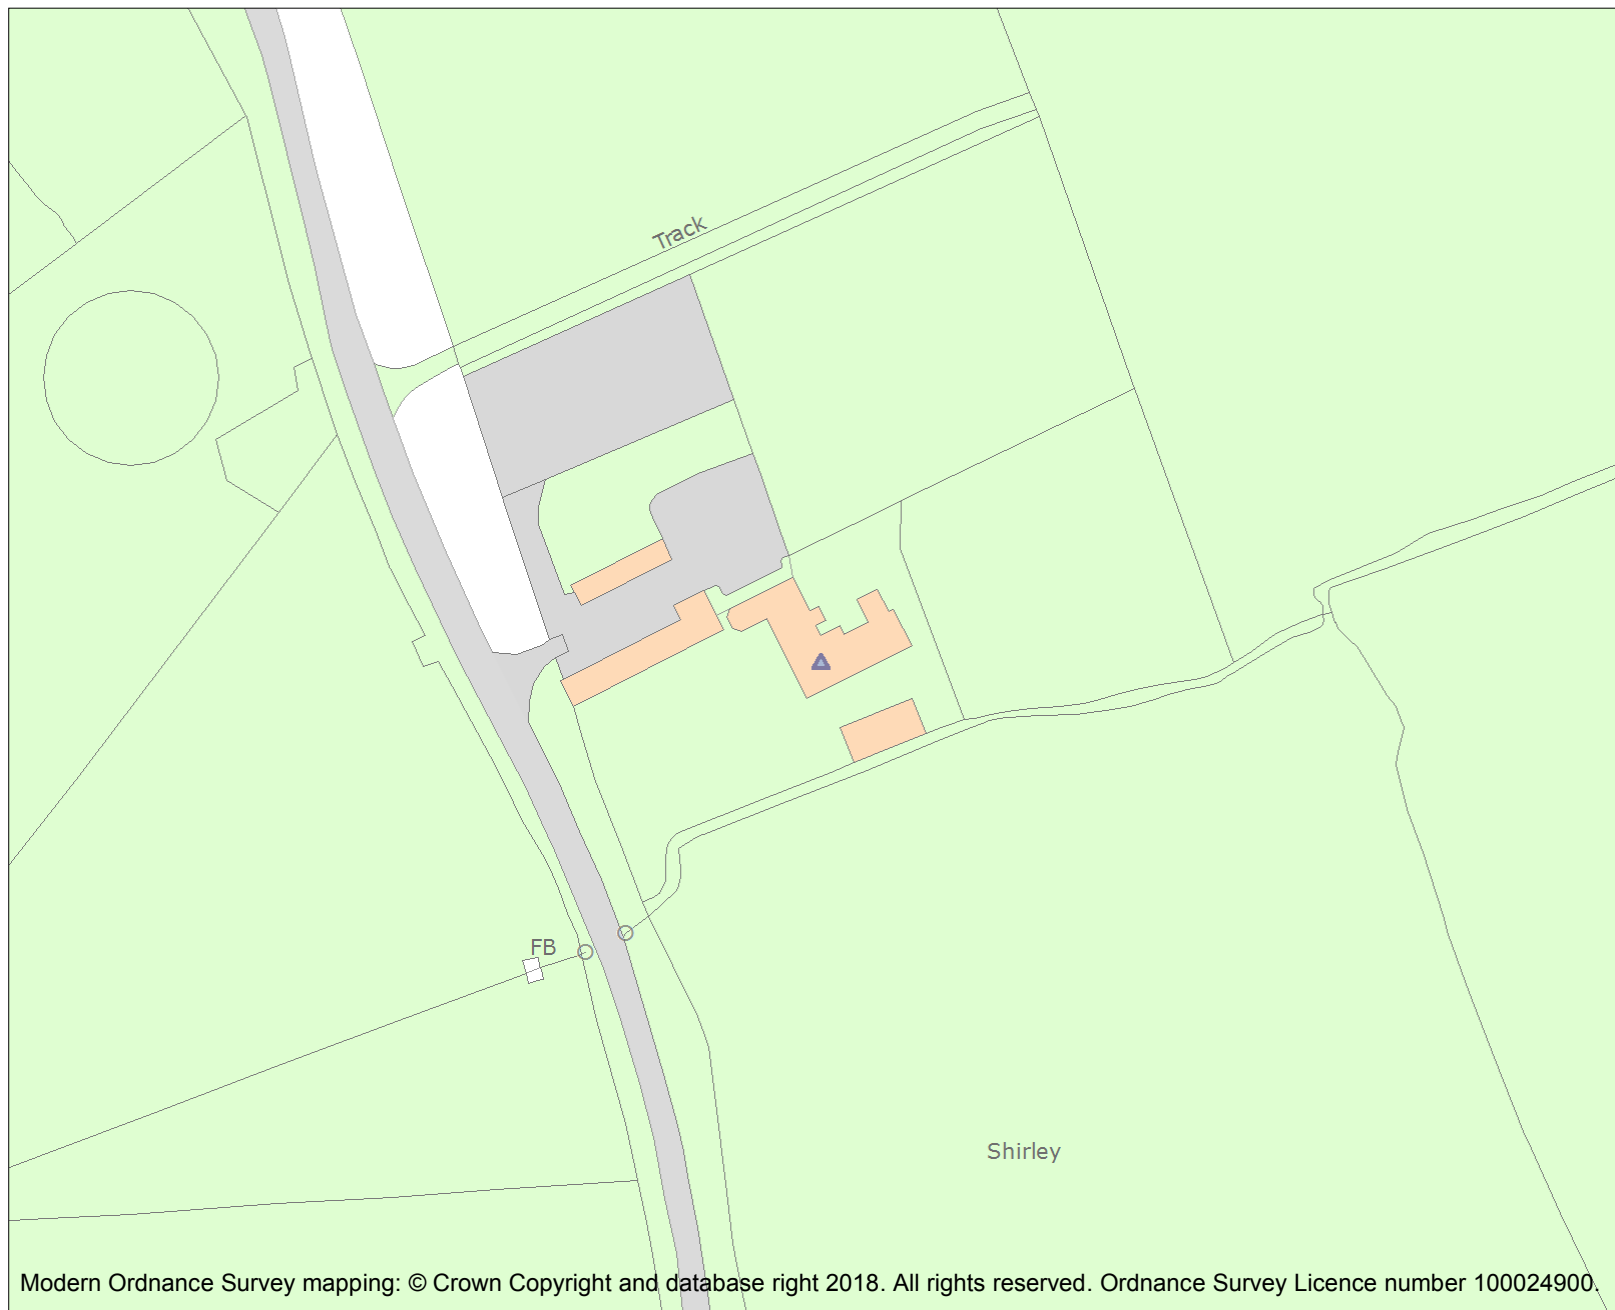 Track
FB
Shirley
Modern Ordnance Survey mapping: © Crown Copyright and database right 2018. All rights reserved. Ordnance Survey Licence number 100024900.